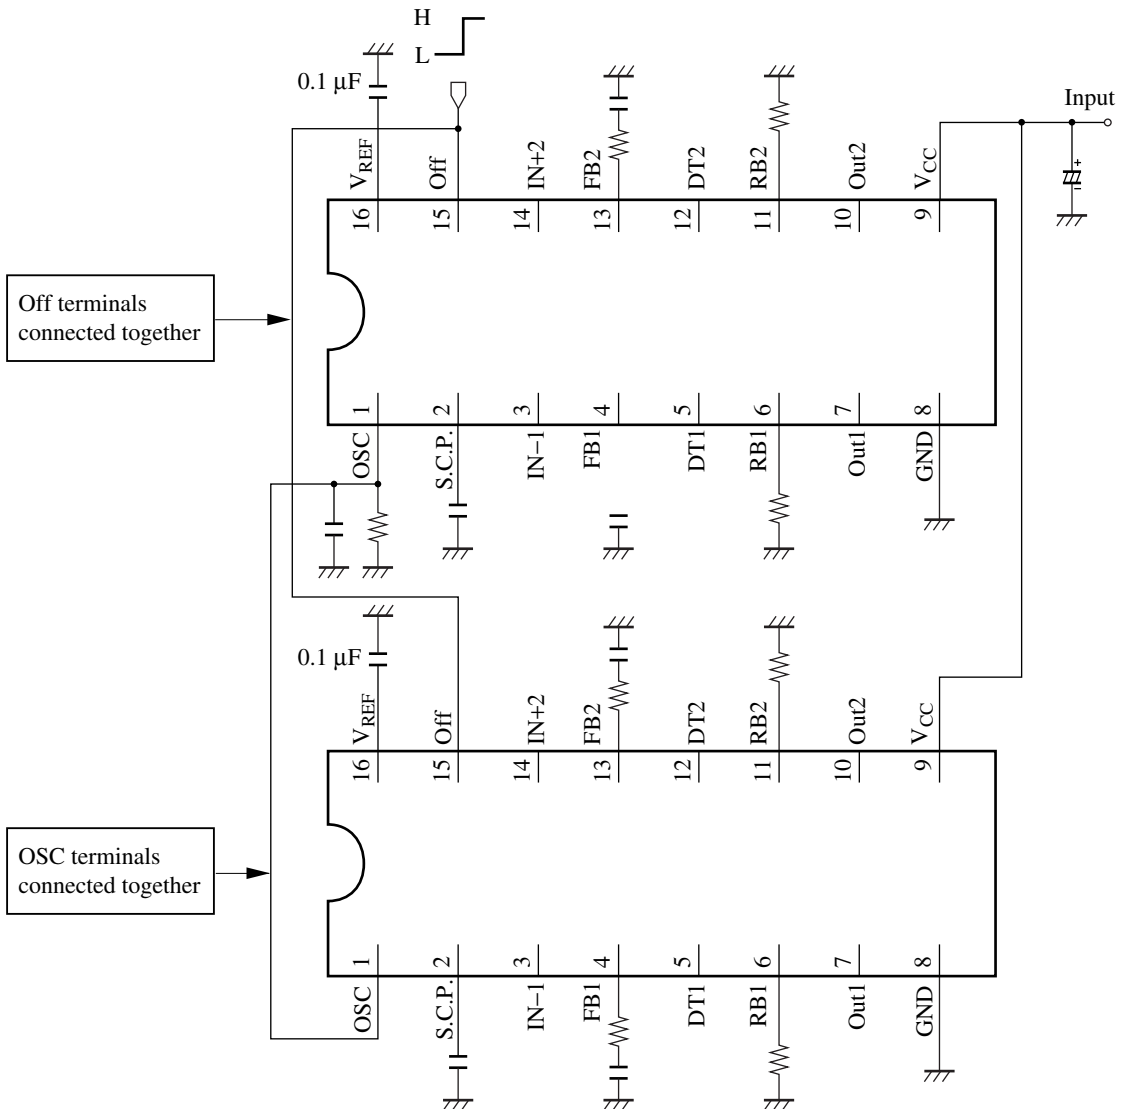 H
L
0.1 µF
Input
VREF
Off
IN+2
FB2
DT2
RB2
Out2
VCC
16
15
14
13
12
11
10
9
Off terminals
connected together
1
2
3
4
5
6
7
8
OSC
S.C.P.
IN−1
FB1
DT1
RB1
Out1
GND
0.1 µF
VREF
Off
IN+2
FB2
DT2
RB2
Out2
VCC
16
15
14
13
12
11
10
9
OSC terminals
connected together
1
2
3
4
5
6
7
8
OSC
S.C.P.
IN−1
FB1
DT1
RB1
Out1
GND